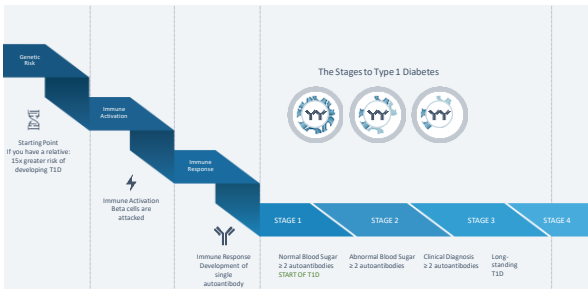 The Stages to Type 1 Diabetes
Genetic
Risk
Starting Point
If you have a relative:
15x greater risk of
developing T1D
Immune
Activation
Immune Activation
Beta cells are
attacked
Immune
Response
Immune Response
Development of
single
autoantibody
STAGE 1
Normal Blood Sugar
≥ 2 autoantibodies
START OF T1D
STAGE 2
Abnormal Blood Sugar
≥ 2 autoantibodies
STAGE 3
Clinical Diagnosis
≥ 2 autoantibodies
STAGE 4
Long-
standing
T1D